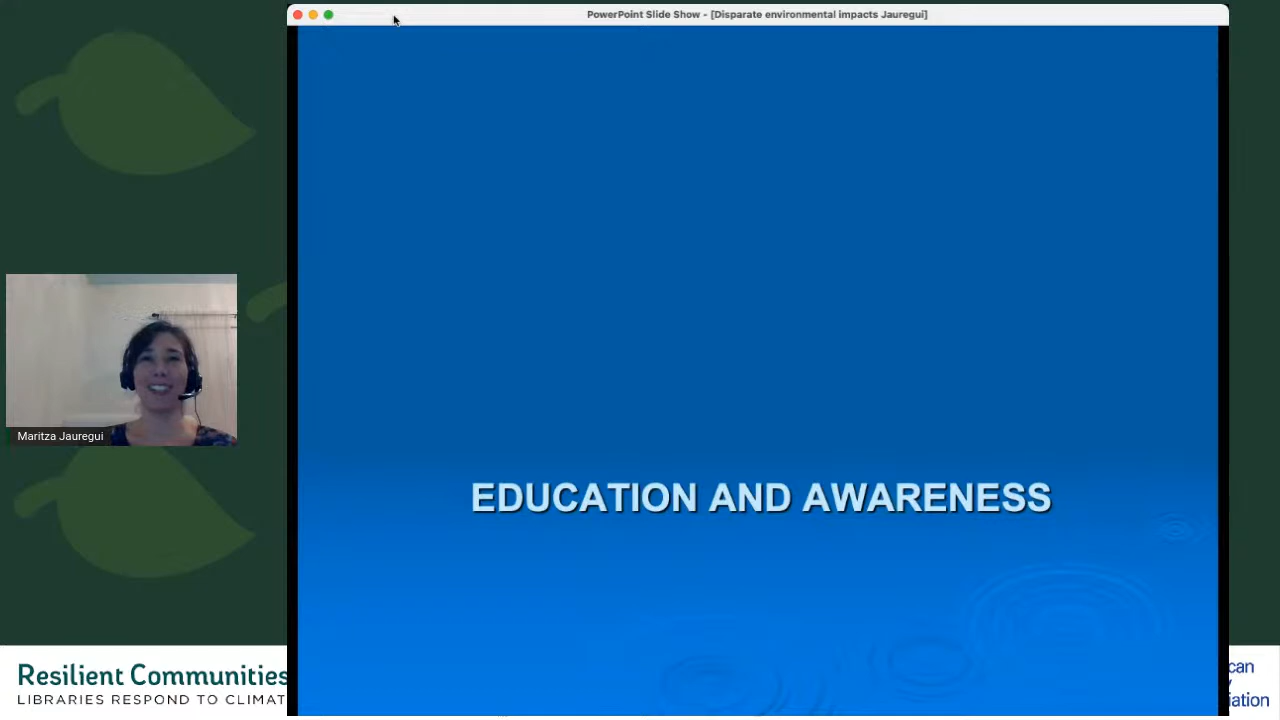 PowerPoint Slide Show - [Disparate environmental impacts Jauregui]
EDUCATION AND AWARENESS
Maritza Jauregui
Resilient Communities
LIBRARIES RESPOND TO CLIMAT
can
iation